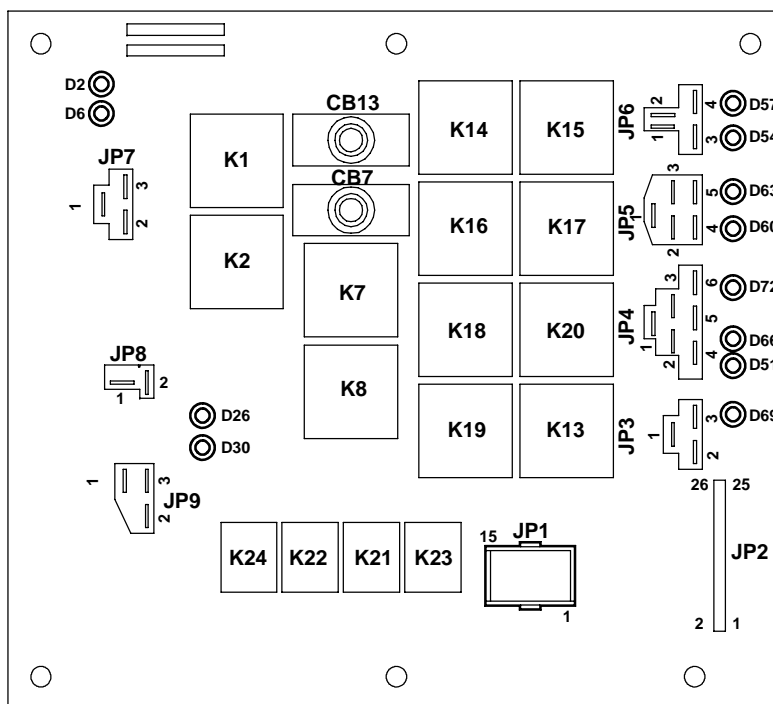 D2
D6
JP7
1
3
2
K1
K2
CB13
CB7
K7
K8
K14
K15
K16
K17
K18
K20
K19
K13
JP6
2
1
4
3
D57
D54
JP5
3
1
2
5
4
D63
D60
JP4
3
1
2
6
5
4
D72
D66
D51
JP3
1
3
2
D69
JP8
1
2
D26
D30
JP9
1
3
2
K24
K22
K21
K23
JP1
15
1
26
25
JP2
2
1